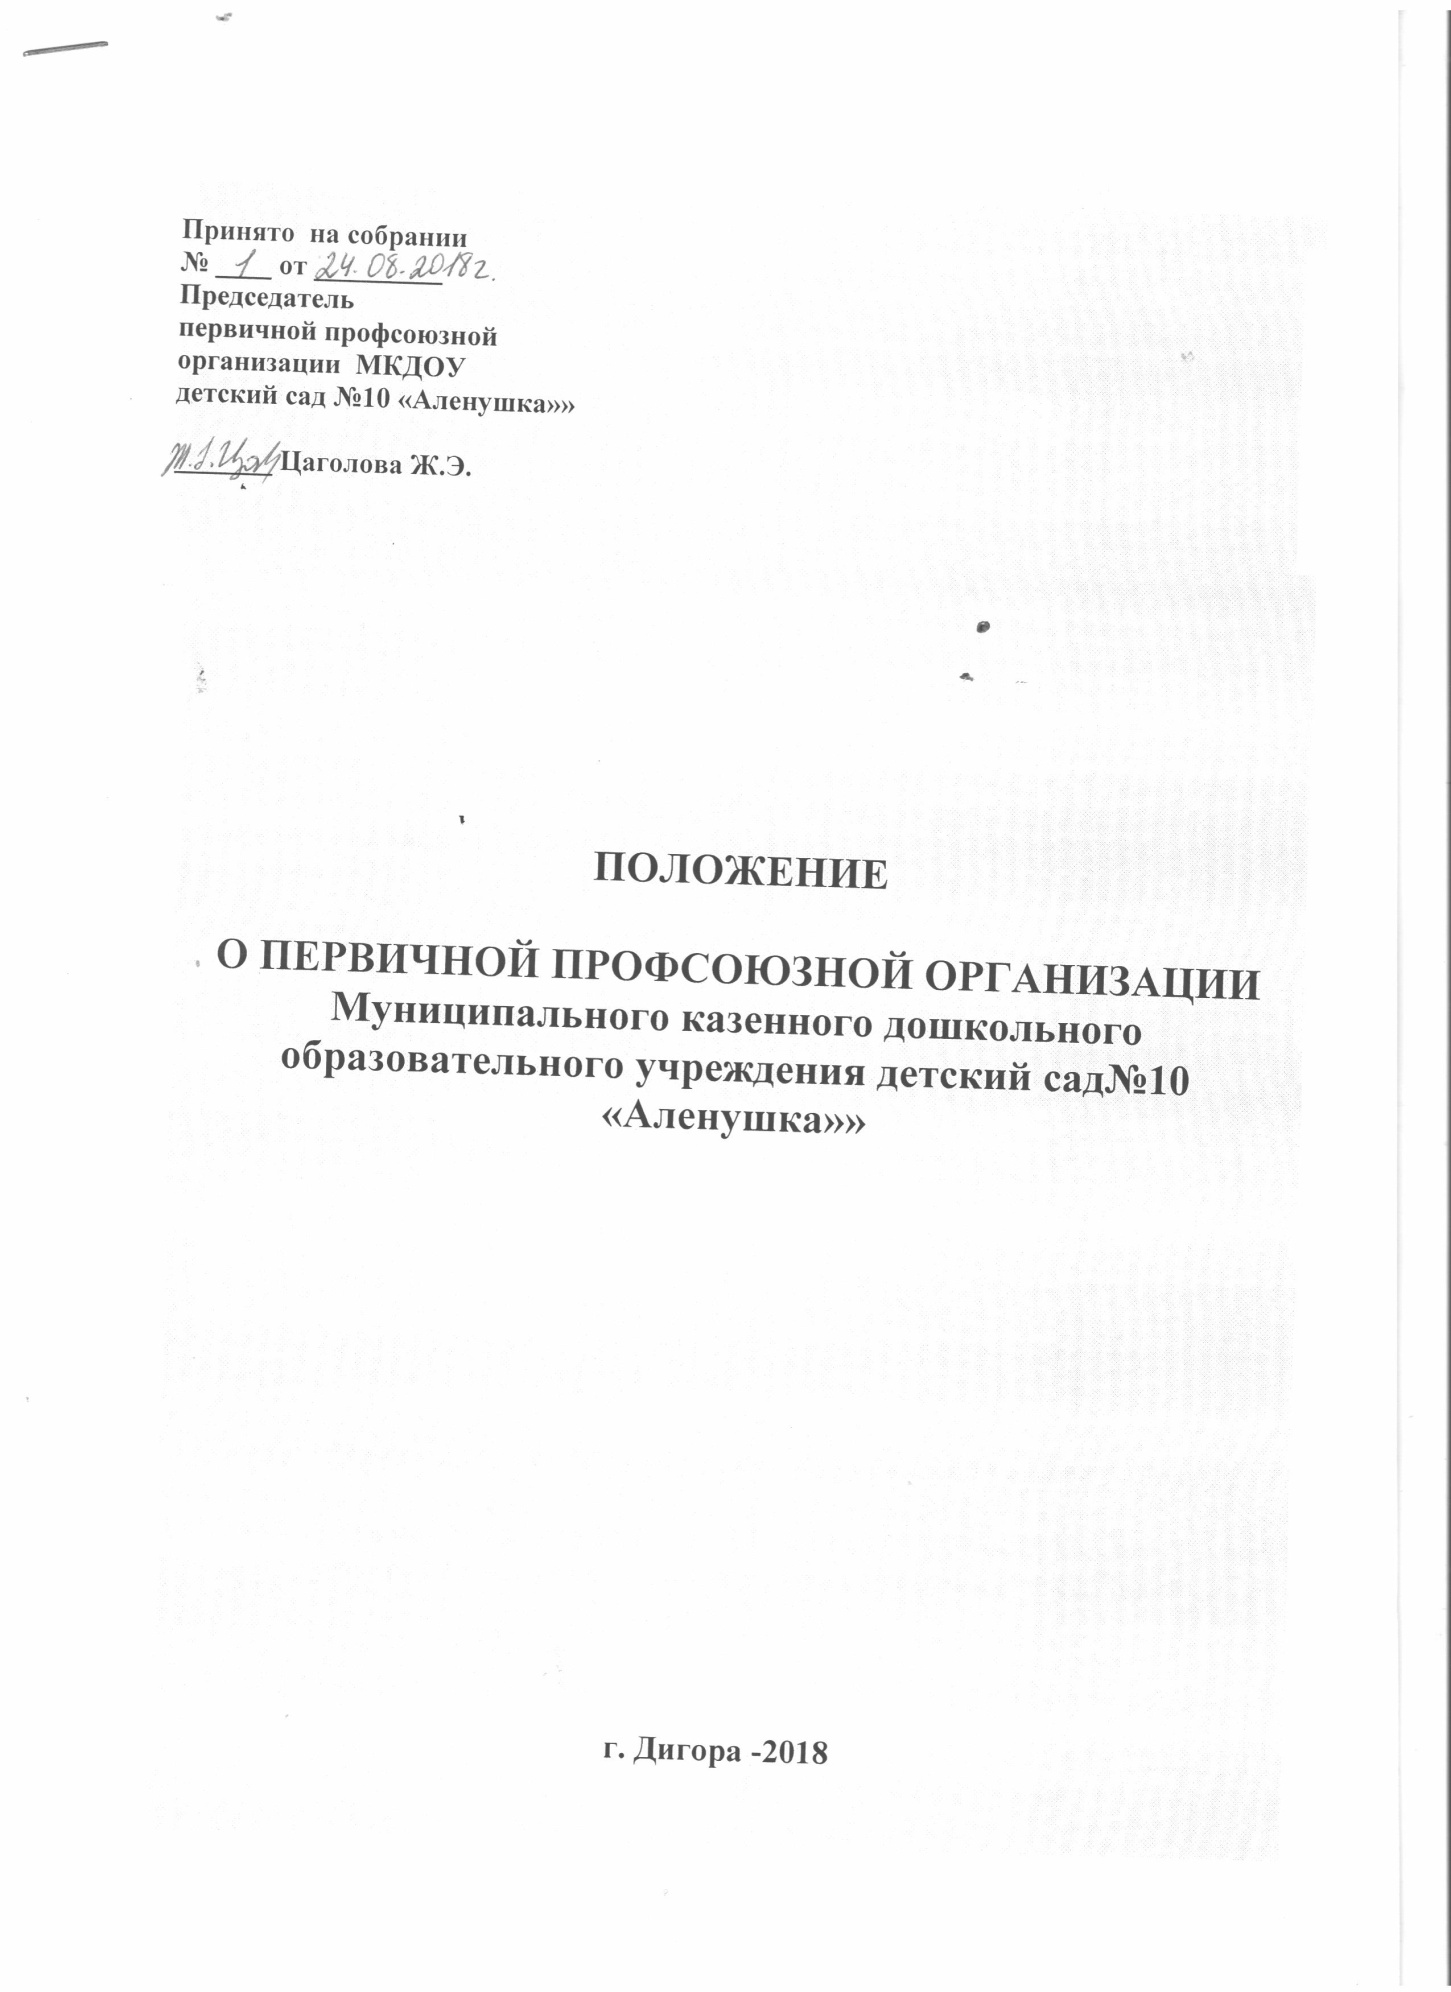 Принято на собрании
№ 1 от 24.08.2018г.
Председатель
первичной профсоюзной
организации МКДОУ
детский сад №10 «Аленушка»»
Цаголова Ж.Э.
ПОЛОЖЕНИЕ
О ПЕРВИЧНОЙ ПРОФСОЮЗНОЙ ОРГАНИЗАЦИИ
Муниципального казенного дошкольного
образовательного учреждения детский сад№10
«Аленушка»»
г. Дигора -2018